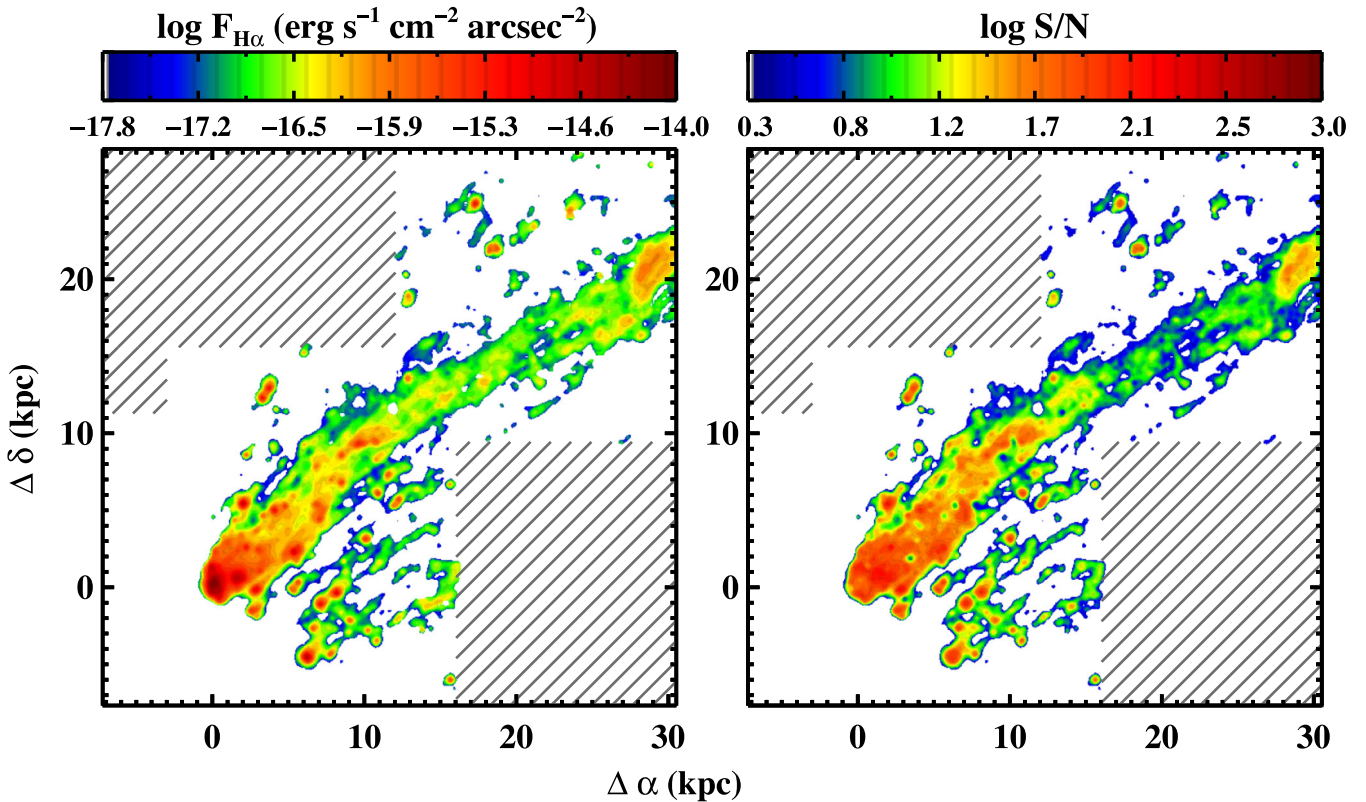 log F_Hα (erg s⁻¹ cm⁻² arcsec⁻²) log S/N
−17.8 −17.2 −16.5 −15.9 −15.3 −14.6 −14.0 0.3 0.8 1.2 1.7 2.1 2.5 3.0
20
10
0
Δ δ (kpc)
0 10 20 30 0 10 20 30
Δ α (kpc)